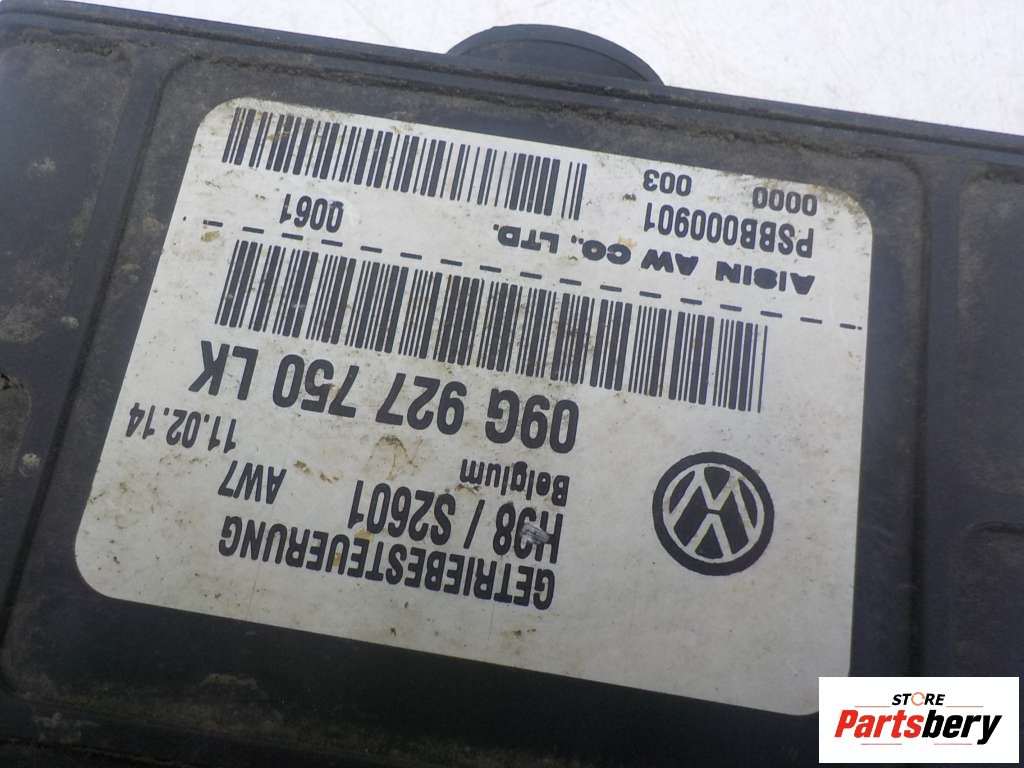 GETRIEBESTEUERUNG
H08 / S2601 AW7
Belgium 11.02.14
09G 927 750 LK
AISIN AW CO., LTD. 0061
PSBB000901 003
0000
STORE
Partsbery